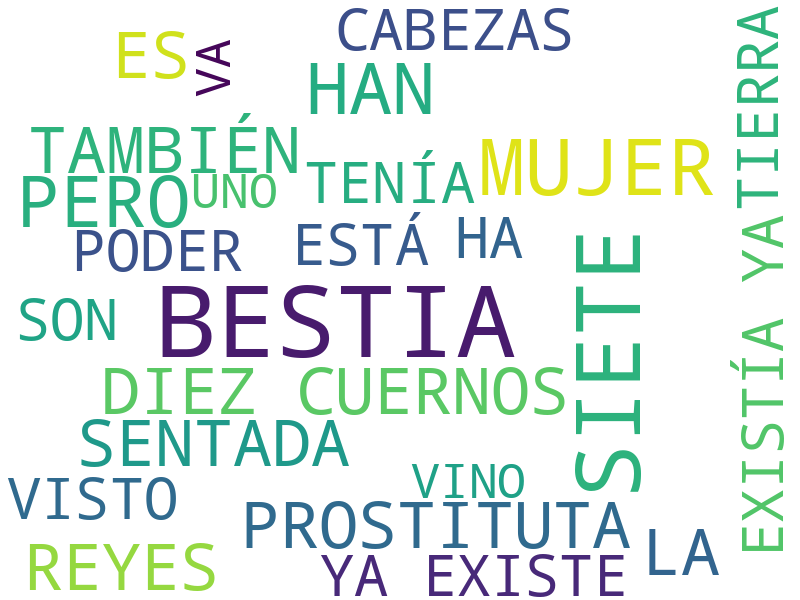 CABEZAS
ES
VA
HAN
TIERRA
TAMBIÉN
MUJER
TENÍA
PERO
UNO
PODER
ESTÁ
HA
EXISTÍA YA
SIETE
BESTIA
SON
DIEZ CUERNOS
SENTADA
VINO
VISTO
PROSTITUTA
LA
REYES
YA EXISTE